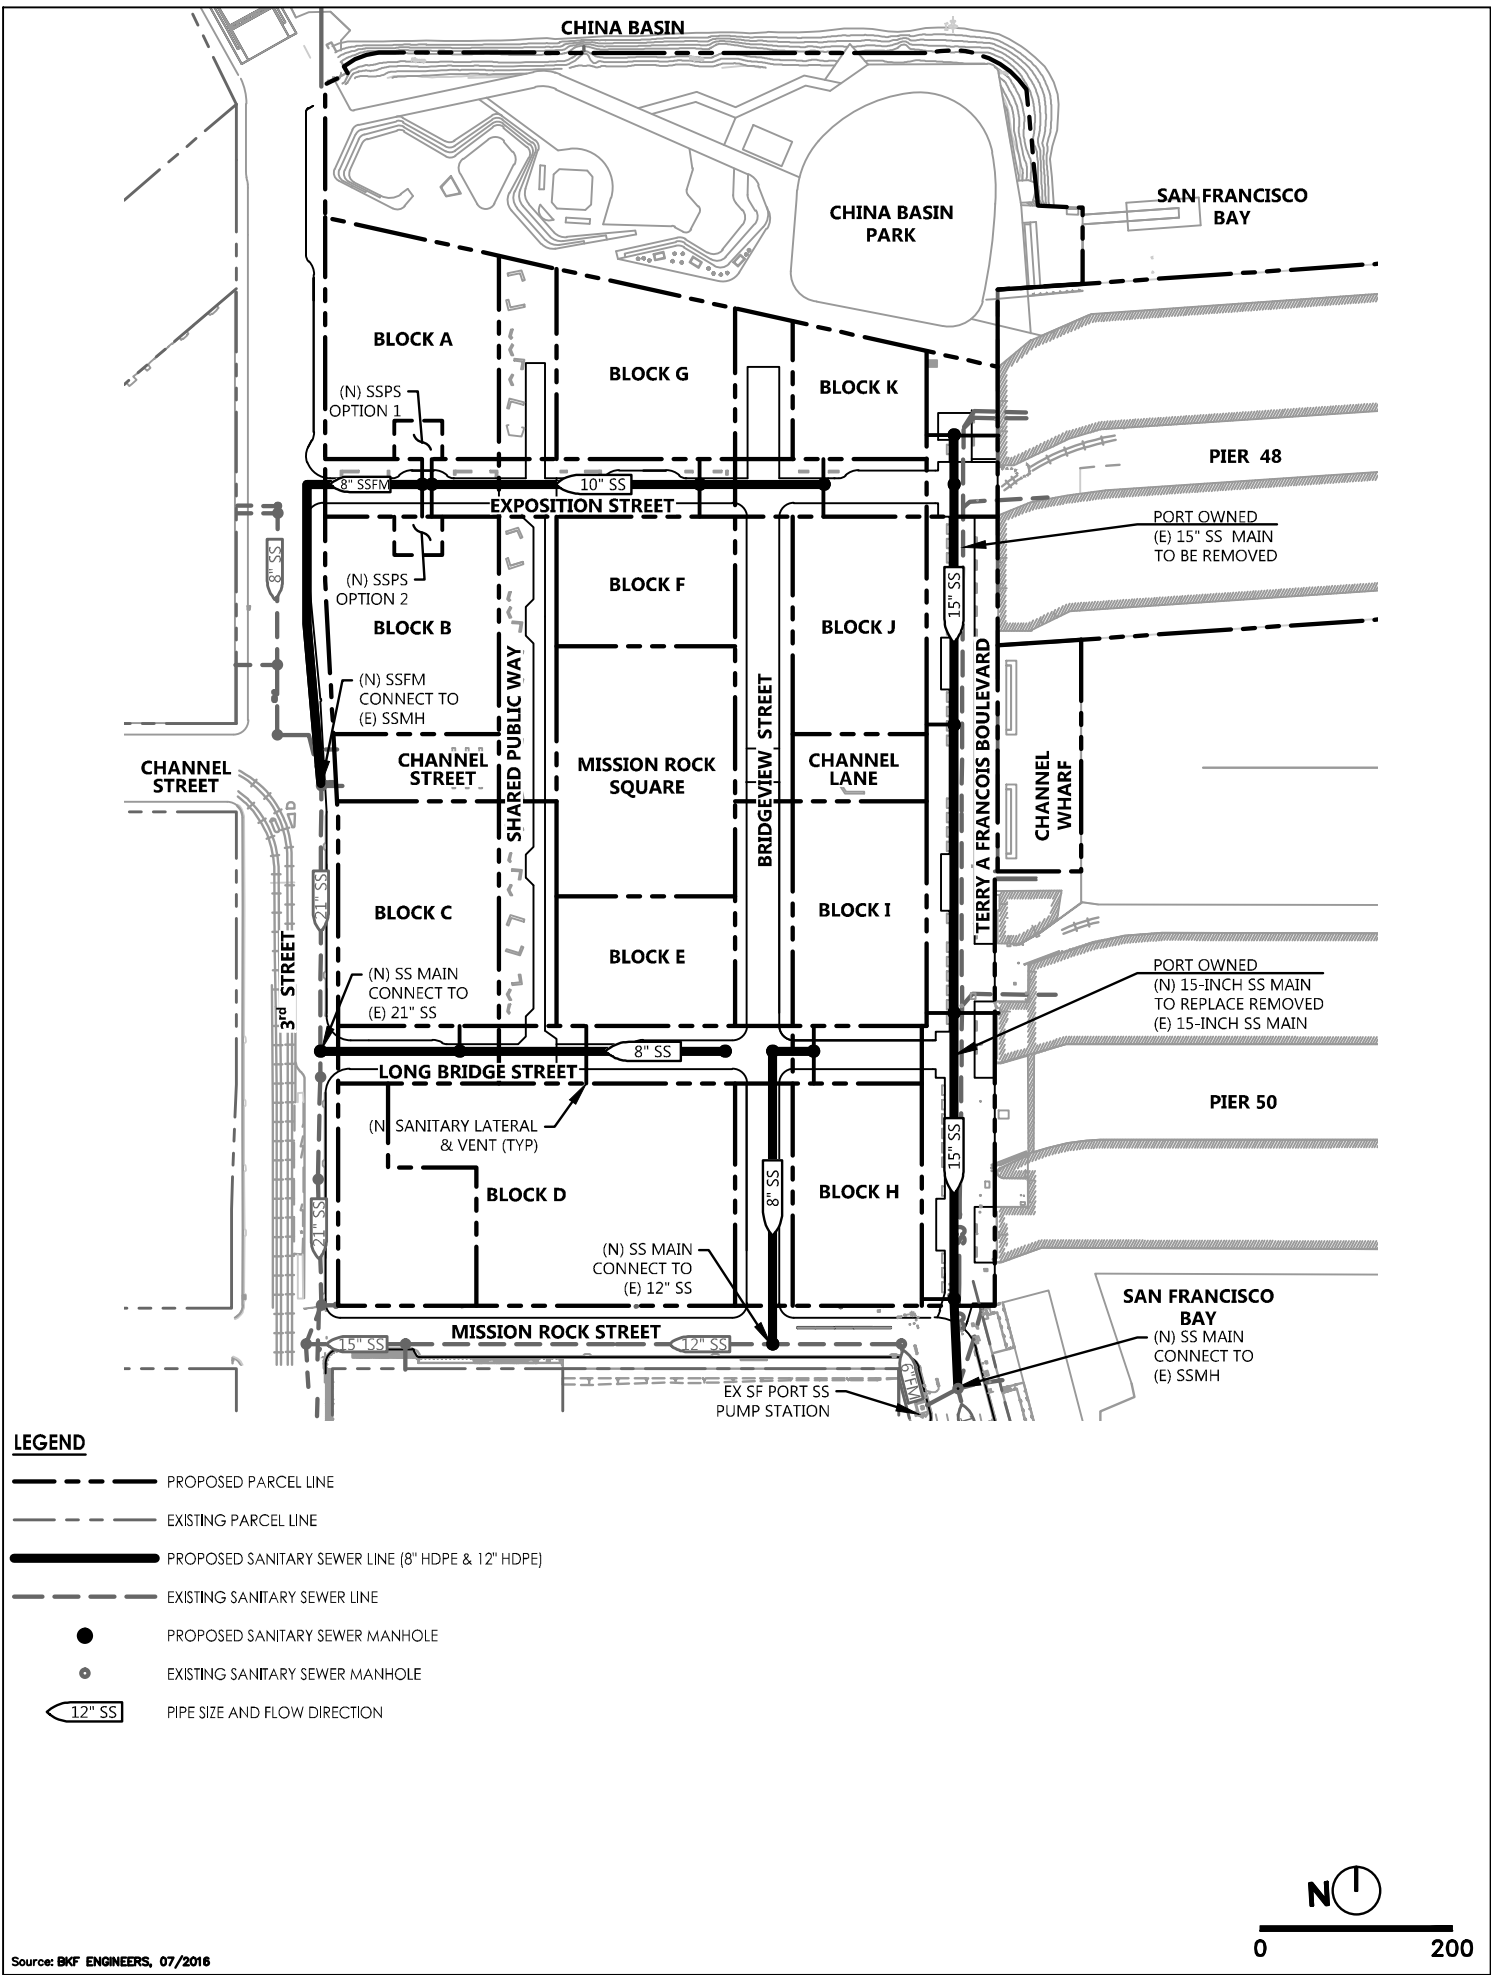 CHINA BASIN
SAN FRANCISCO
BAY
CHINA BASIN
PARK
BLOCK A
BLOCK G
BLOCK K
(N) SSPS
OPTION 1
PIER 48
8" SSFM
10" SS
EXPOSITION STREET
PORT OWNED
(E) 15" SS MAIN
TO BE REMOVED
8" SS
15" SS
(N) SSPS
OPTION 2
BLOCK F
BLOCK B
BLOCK J
(N) SSFM
CONNECT TO
(E) SSMH
SHARED PUBLIC WAY
BRIDGEVIEW STREET
TERRY A FRANCOIS BOULEVARD
CHANNEL
STREET
CHANNEL
STREET
MISSION ROCK
SQUARE
CHANNEL
LANE
CHANNEL
WHARF
21" SS
BLOCK C
BLOCK I
BLOCK E
3rd STREET
(N) SS MAIN
CONNECT TO
(E) 21" SS
PORT OWNED
(N) 15-INCH SS MAIN
TO REPLACE REMOVED
(E) 15-INCH SS MAIN
8" SS
LONG BRIDGE STREET
PIER 50
(N) SANITARY LATERAL
& VENT (TYP)
15" SS
8" SS
21" SS
BLOCK D
BLOCK H
(N) SS MAIN
CONNECT TO
(E) 12" SS
SAN FRANCISCO
BAY
MISSION ROCK STREET
15" SS
12" SS
(N) SS MAIN
CONNECT TO
(E) SSMH
6"FM
EX SF PORT SS
PUMP STATION
LEGEND
PROPOSED PARCEL LINE
EXISTING PARCEL LINE
PROPOSED SANITARY SEWER LINE (8" HDPE & 12" HDPE)
EXISTING SANITARY SEWER LINE
PROPOSED SANITARY SEWER MANHOLE
EXISTING SANITARY SEWER MANHOLE
12" SS
PIPE SIZE AND FLOW DIRECTION
N
0 200
Source: BKF ENGINEERS, 07/2016